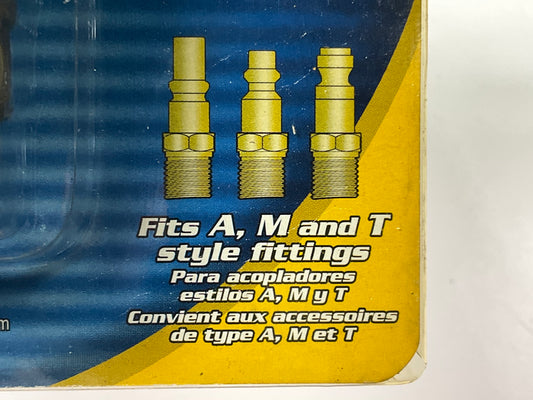 Fits A, M and T
style fittings
Para acopladores
estilos A, M y T
Convient aux accessoires
de type A, M et T